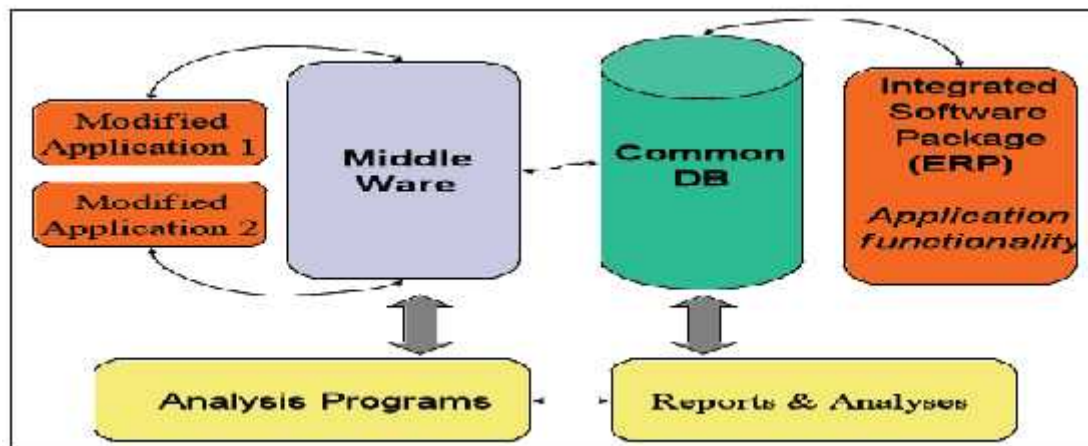 Modified
Application 1
Modified
Application 2
Middle
Ware
Common
DB
Integrated
Software
Package
(ERP)
Application
functionality
Analysis Programs
Reports & Analyses